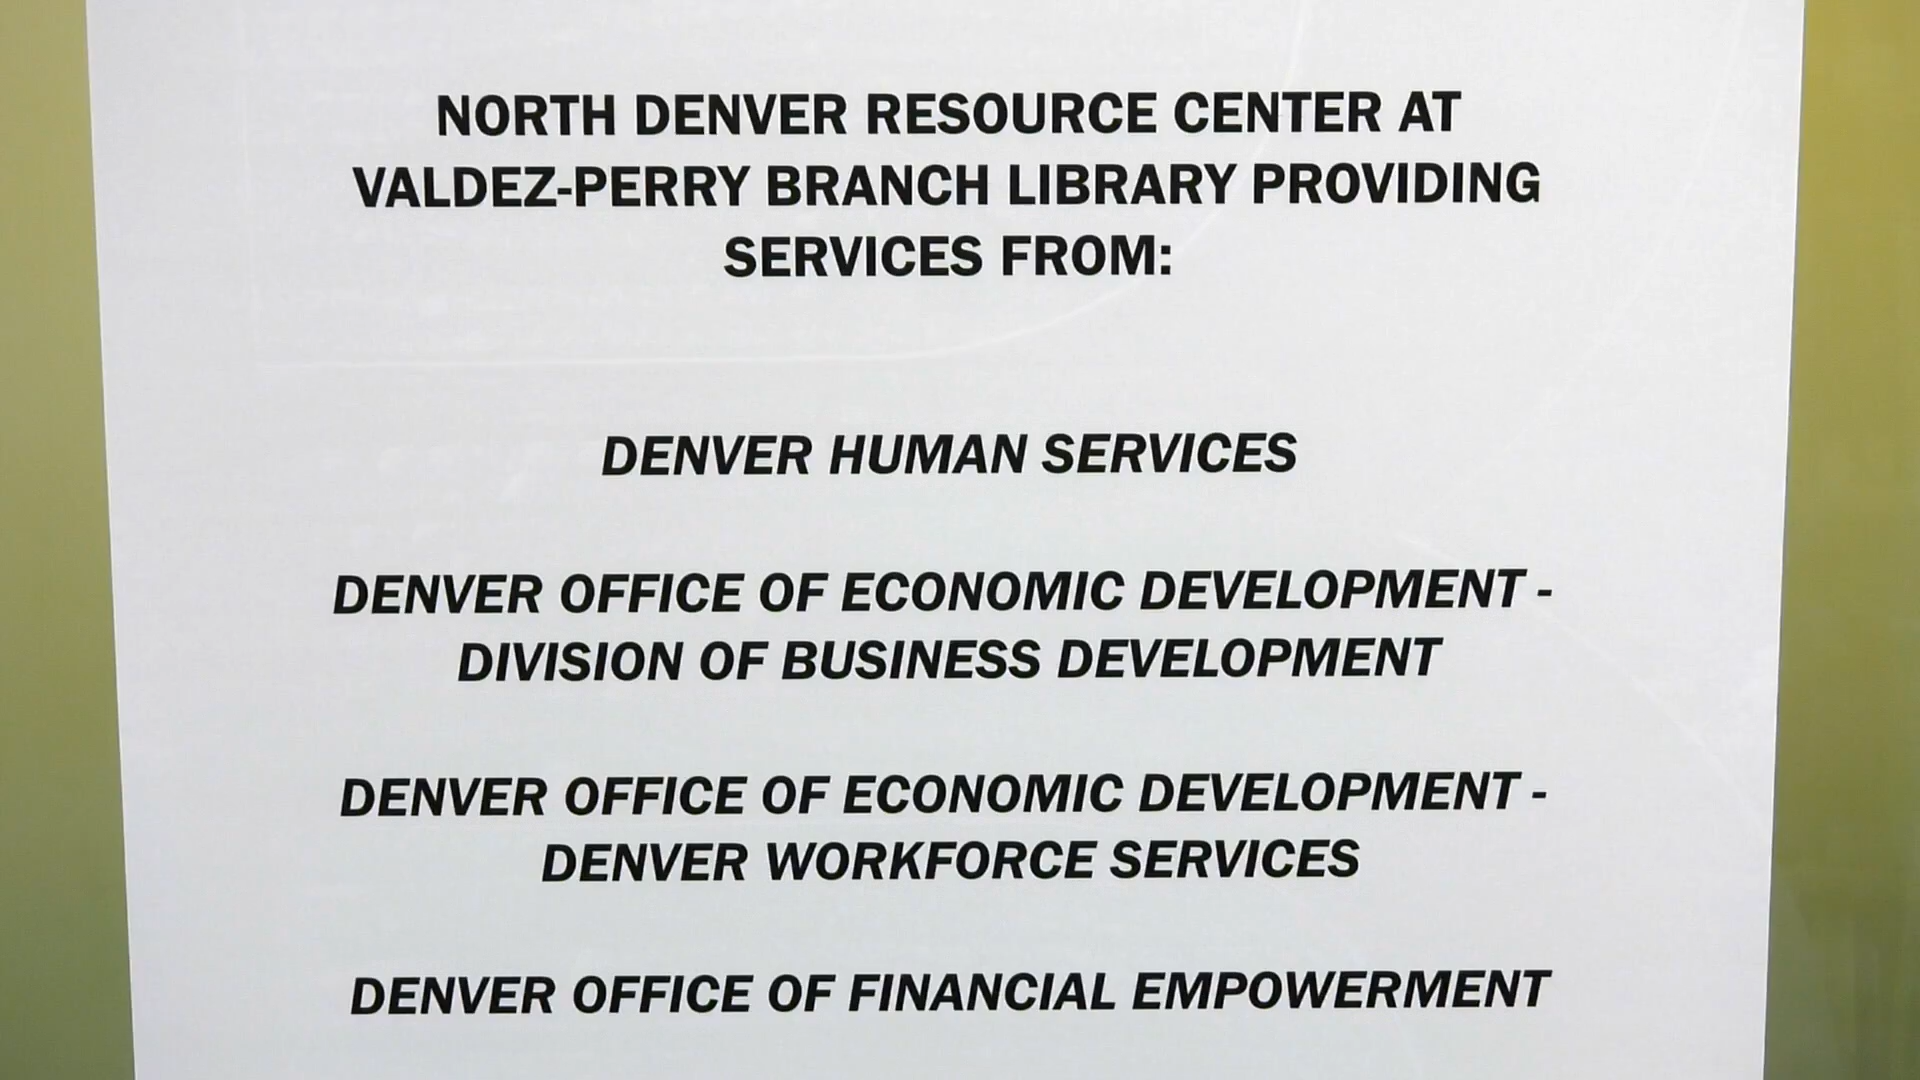 NORTH DENVER RESOURCE CENTER AT
VALDEZ-PERRY BRANCH LIBRARY PROVIDING
SERVICES FROM:
DENVER HUMAN SERVICES
DENVER OFFICE OF ECONOMIC DEVELOPMENT -
DIVISION OF BUSINESS DEVELOPMENT
DENVER OFFICE OF ECONOMIC DEVELOPMENT -
DENVER WORKFORCE SERVICES
DENVER OFFICE OF FINANCIAL EMPOWERMENT